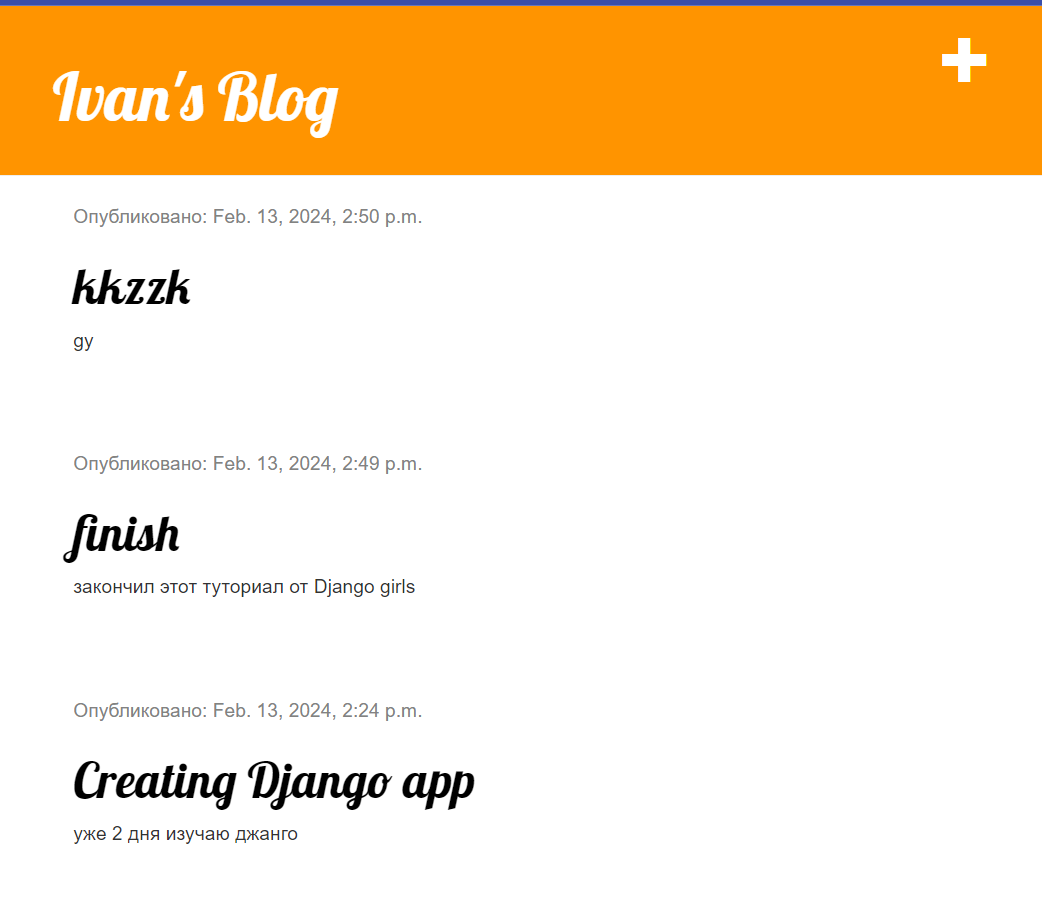 Ivan's Blog
Опубликовано: Feb. 13, 2024, 2:50 p.m.
kkzzk
gy
Опубликовано: Feb. 13, 2024, 2:49 p.m.
finish
закончил этот туториал от Django girls
Опубликовано: Feb. 13, 2024, 2:24 p.m.
Creating Django app
уже 2 дня изучаю джанго